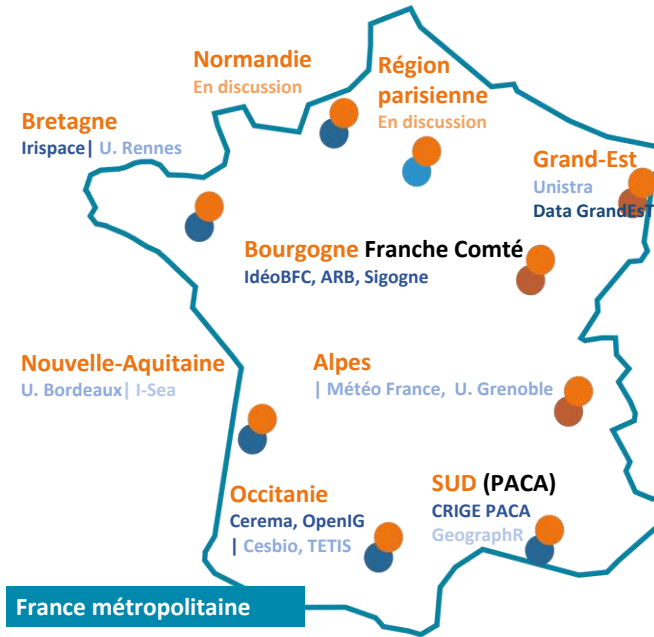 Normandie
En discussion
Région
parisienne
En discussion
Bretagne
Irispace| U. Rennes
Grand-Est
Unistra
Data GrandEsT
Bourgogne Franche Comté
IdéoBFC, ARB, Sigogne
Nouvelle-Aquitaine
U. Bordeaux| I-Sea
Alpes
| Météo France, U. Grenoble
Occitanie
Cerema, OpenIG
| Cesbio, TETIS
SUD (PACA)
CRIGE PACA
GeographR
France métropolitaine